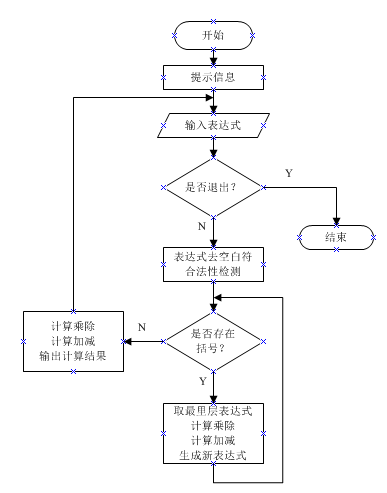 开始
提示信息
输入表达式
是否退出？
Y
N
结束
表达式去空白符
合法性检测
是否存在
括号？
N
计算乘除
计算加减
输出计算结果
Y
取最里层表达式
计算乘除
计算加减
生成新表达式